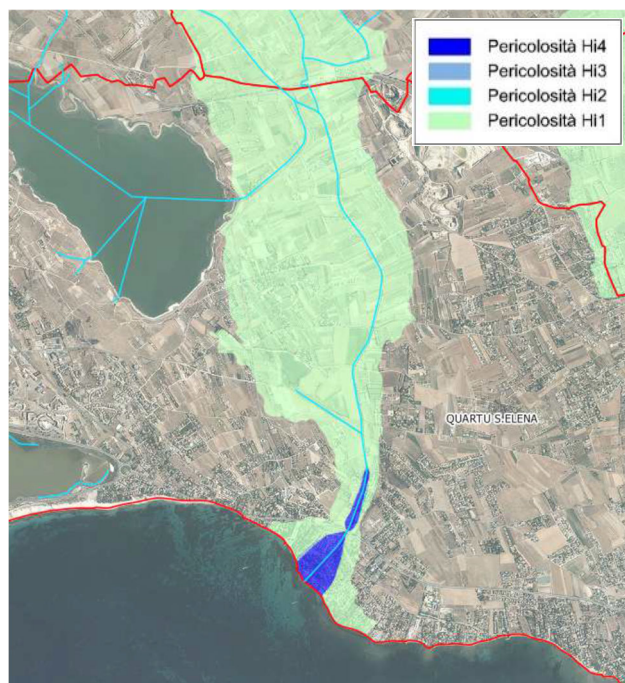 Pericolosità Hi4
Pericolosità Hi3
Pericolosità Hi2
Pericolosità Hi1
QUARTU S.ELENA